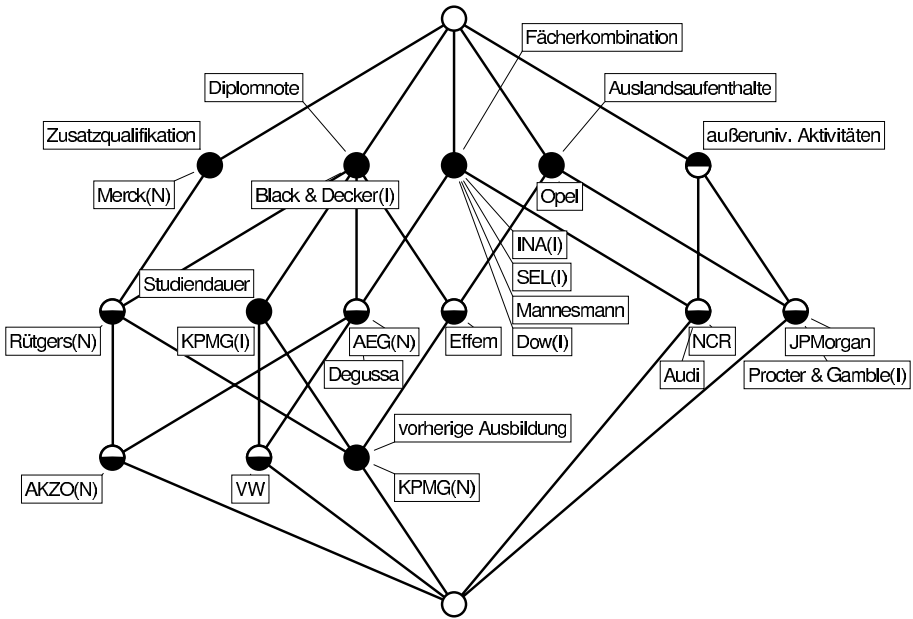 Fächerkombination
Diplomnote
Auslandsaufenthalte
Zusatzqualifikation
außeruniv. Aktivitäten
Merck(N)
Black & Decker(I)
Opel
INA(I)
SEL(I)
Studiendauer
Mannesmann
Rütgers(N)
KPMG(I)
AEG(N)
Effem
Dow(I)
NCR
JPMorgan
Degussa
Audi
Procter & Gamble(I)
vorherige Ausbildung
AKZO(N)
VW
KPMG(N)